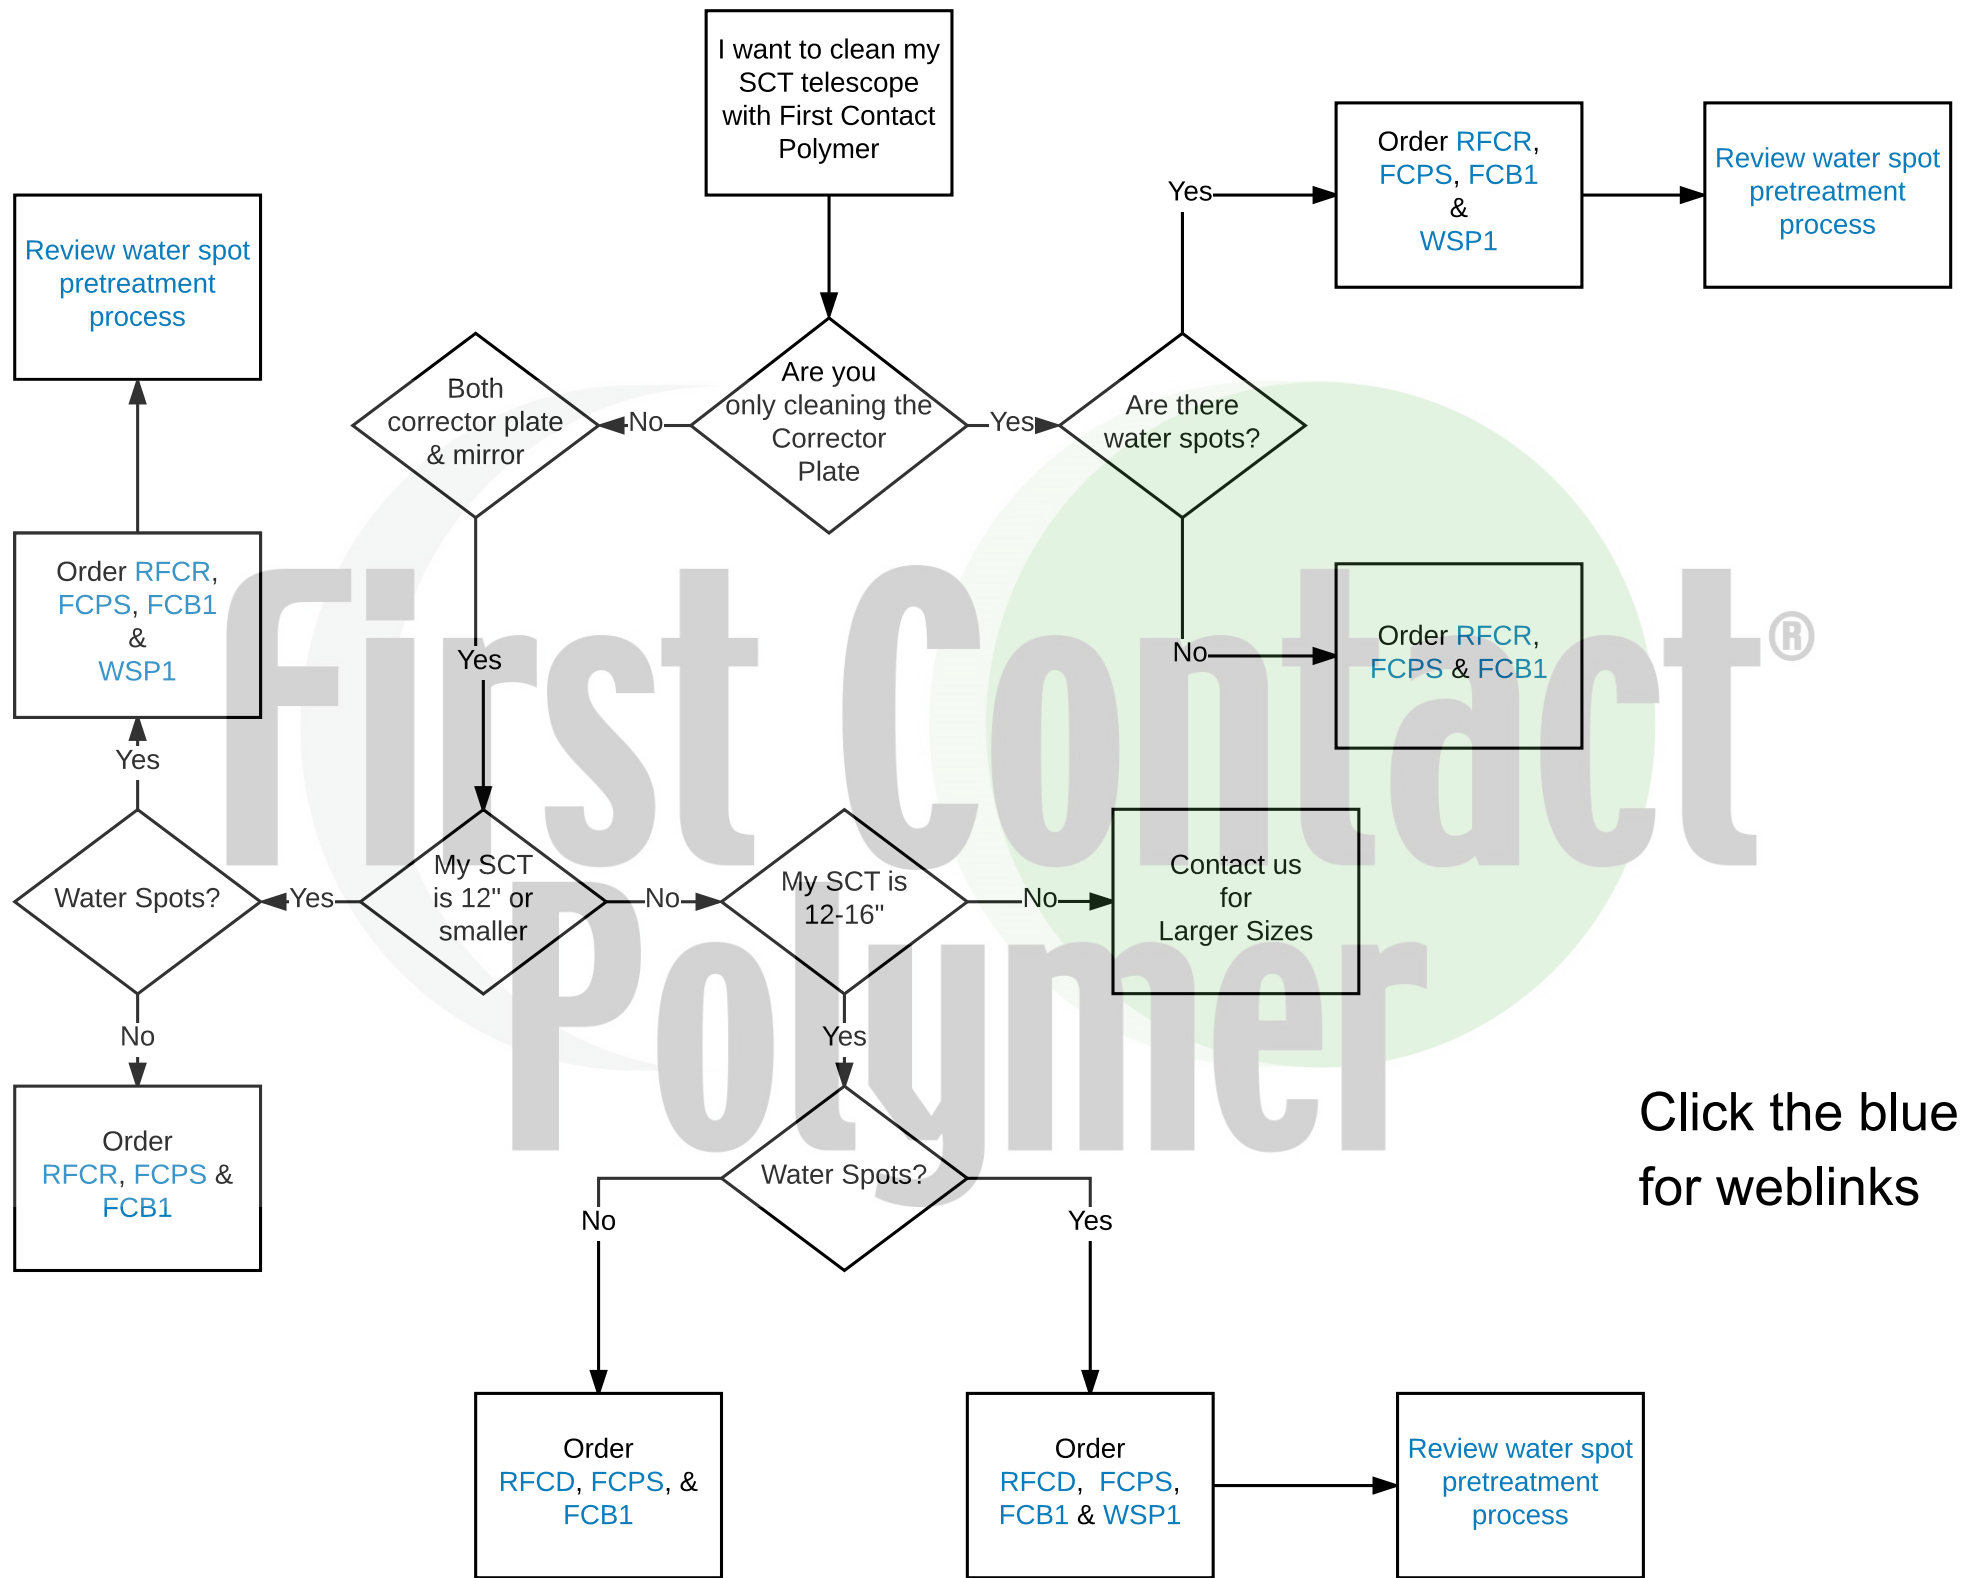 I want to clean my
SCT telescope
with First Contact
Polymer
Order RFCR,
FCPS, FCB1
&
WSP1
Review water spot
pretreatment
process
Yes
Review water spot
pretreatment
process
Both
corrector plate
& mirror
No
Are you
only cleaning the
Corrector
Plate
Yes
Are there
water spots?
Order RFCR,
FCPS, FCB1
&
WSP1
Yes
No
Order RFCR,
FCPS & FCB1
First Contact®
Polymer
Yes
Water Spots?
Yes
My SCT
is 12" or
smaller
No
My SCT is
12-16"
No
Contact us
for
Larger Sizes
No
Yes
Order
RFCR, FCPS &
FCB1
Water Spots?
Click the blue
for weblinks
No
Yes
Order
RFCD, FCPS, &
FCB1
Order
RFCD,  FCPS,
FCB1 & WSP1
Review water spot
pretreatment
process